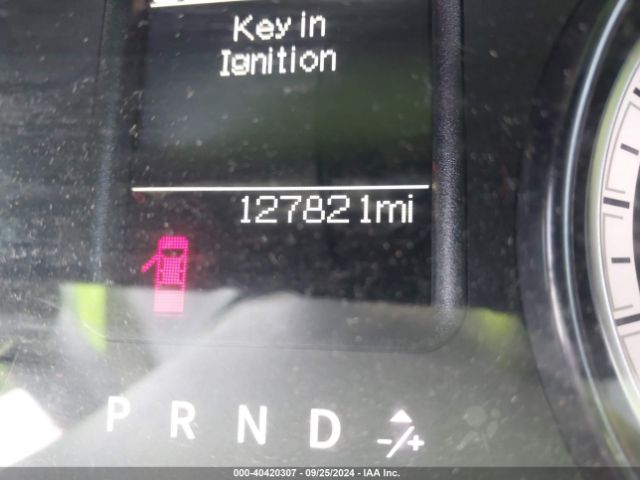 Key in
Ignition
127821mi
P R N D -/+
000-40420307 - 09/25/2024 - IAA Inc.